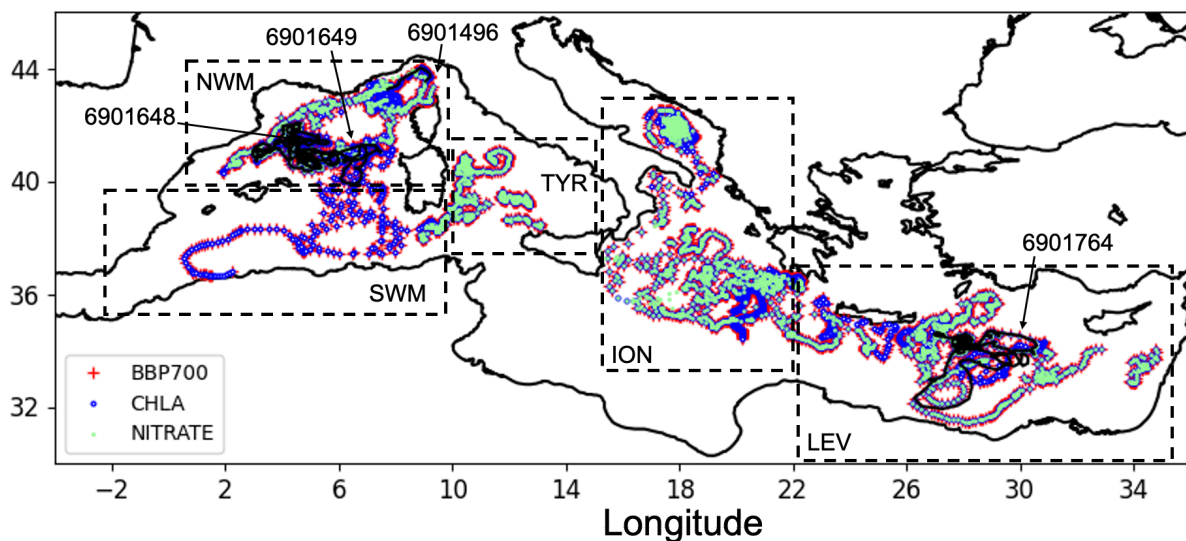 6901649
6901496
6901648
NWM
TYR
SWM
ION
6901764
LEV
44
40
36
32
BBP700
CHLA
NITRATE
−2
2
6
10
14
18
22
26
30
34
Longitude